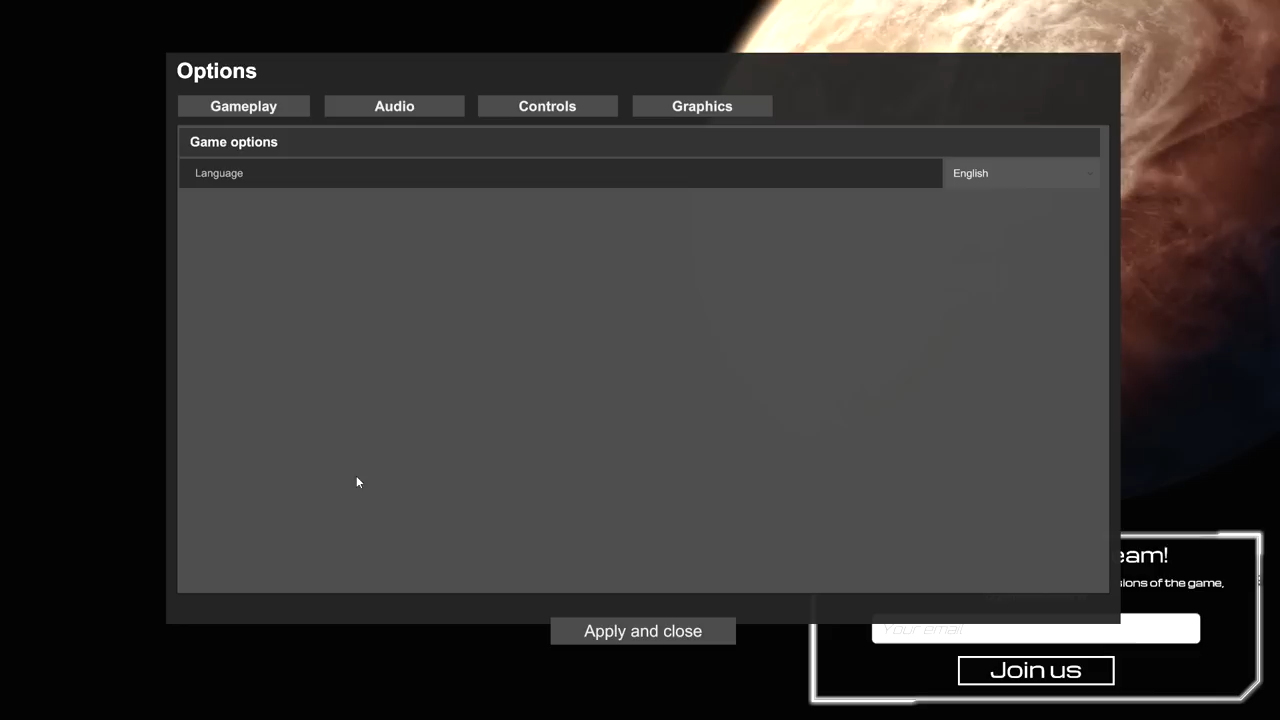 Options
Gameplay Audio Controls Graphics
Game options
Language English
eam!
ions of the game,
Your email
Apply and close
Join us